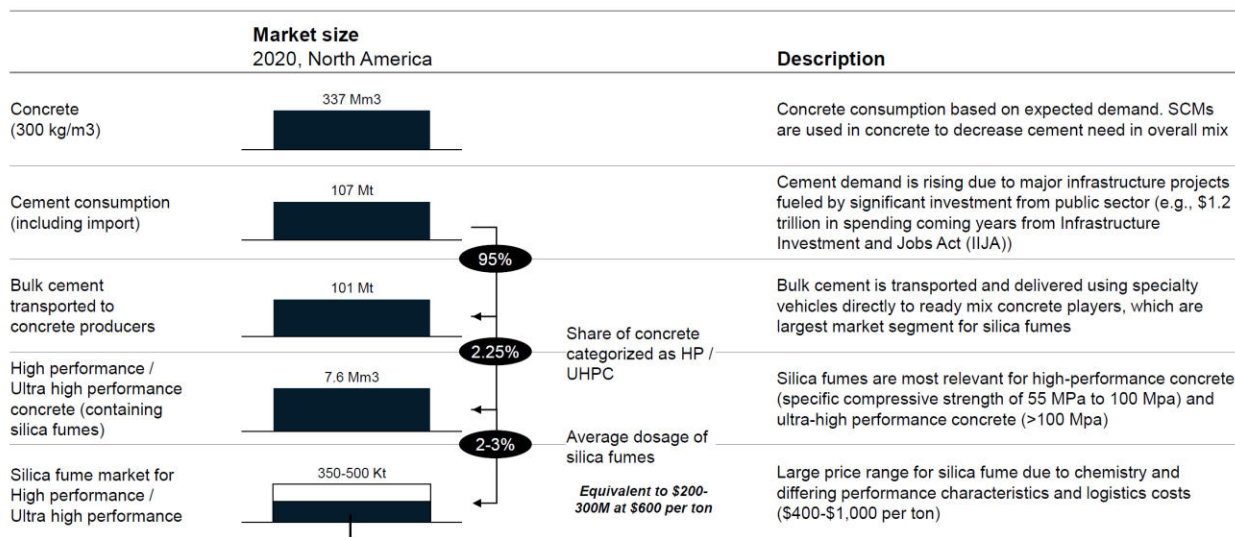 Market size
2020, North America
Description
Concrete
(300 kg/m3)
337 Mm3
Concrete consumption based on expected demand. SCMs
are used in concrete to decrease cement need in overall mix
Cement consumption
(including import)
107 Mt
Cement demand is rising due to major infrastructure projects
fueled by significant investment from public sector (e.g., $1.2
trillion in spending coming years from Infrastructure
Investment and Jobs Act (IIJA))
95%
Bulk cement
transported to
concrete producers
101 Mt
Bulk cement is transported and delivered using specialty
vehicles directly to ready mix concrete players, which are
largest market segment for silica fumes
2.25%
Share of concrete
categorized as HP /
UHPC
High performance /
Ultra high performance
concrete (containing
silica fumes)
7.6 Mm3
Silica fumes are most relevant for high-performance concrete
(specific compressive strength of 55 MPa to 100 Mpa) and
ultra-high performance concrete (>100 Mpa)
2-3%
Average dosage of
silica fumes
Silica fume market for
High performance /
Ultra high performance
350-500 Kt
Equivalent to $200-
300M at $600 per ton
Large price range for silica fume due to chemistry and
differing performance characteristics and logistics costs
($400-$1,000 per ton)